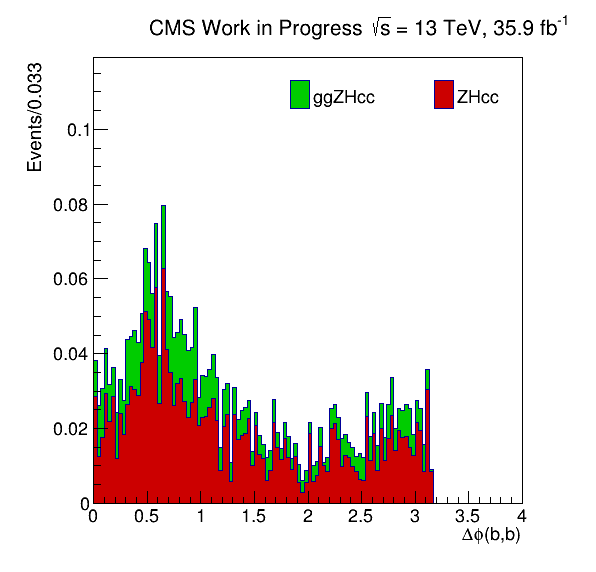 CMS Work in Progress √s = 13 TeV, 35.9 fb⁻¹
Events/0.033
ggZHcc ZHcc
0.1
0.08
0.06
0.04
0.02
0
0 0.5 1 1.5 2 2.5 3 3.5 4
Δϕ(b,b)